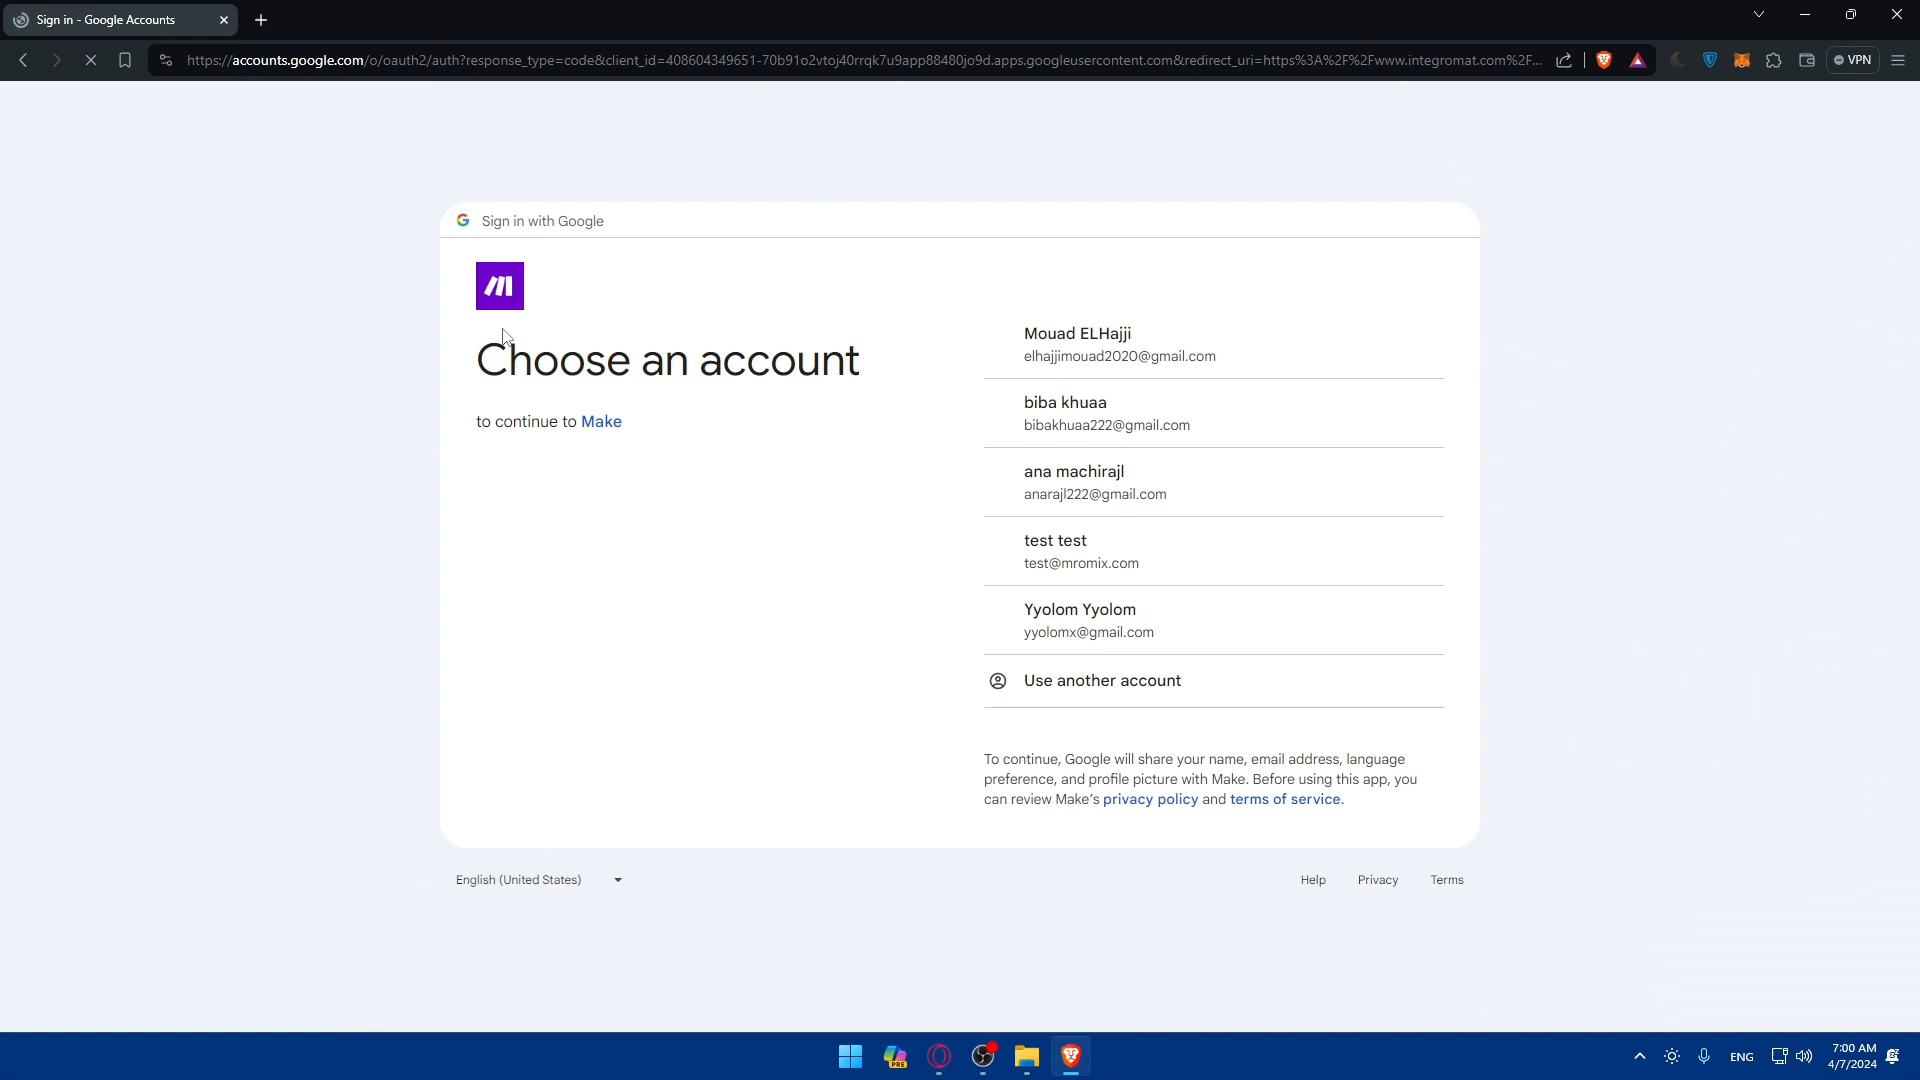 Sign in - Google Accounts
https://accounts.google.com/o/oauth2/auth?response_type=code&client_id=408604349651-70b91o2vtoj40rrqk7u9app88480jo9d.apps.googleusercontent.com&redirect_uri=https%3A%2F%2Fwww.integromat.com%2F...
VPN
Sign in with Google
Choose an account
to continue to Make
Mouad ELHajji
elhajjimouad2020@gmail.com
biba khuaa
bibakhuaa222@gmail.com
ana machirajl
anarajl222@gmail.com
test test
test@mromix.com
Yyolom Yyolom
yyolomx@gmail.com
Use another account
To continue, Google will share your name, email address, language
preference, and profile picture with Make. Before using this app, you
can review Make's privacy policy and terms of service.
English (United States)
Help
Privacy
Terms
PRE
ENG
7:00 AM
4/7/2024